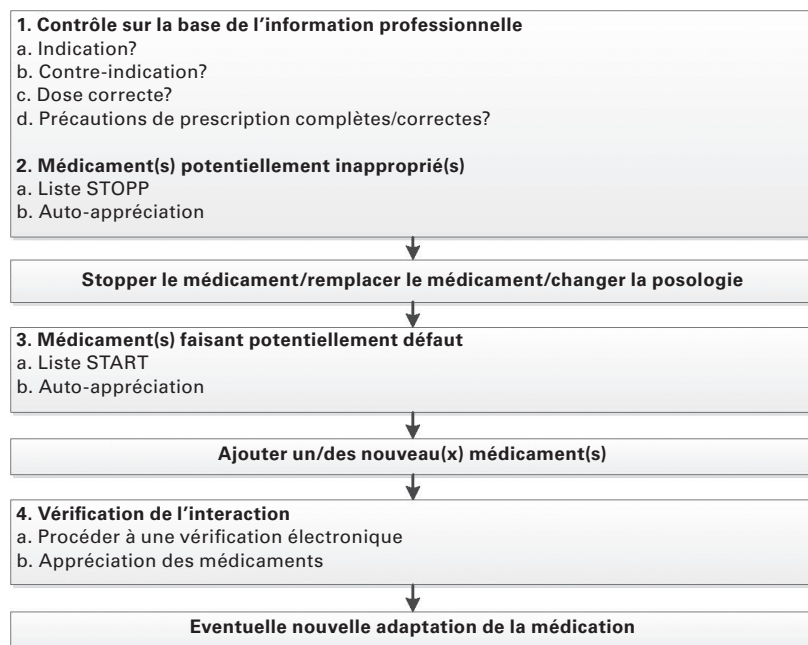 1. Contrôle sur la base de l’information professionnelle
a. Indication?
b. Contre-indication?
c. Dose correcte?
d. Précautions de prescription complètes/correctes?
2. Médicament(s) potentiellement inapproprié(s)
a. Liste STOPP
b. Auto-appréciation
Stopper le médicament/remplacer le médicament/changer la posologie
3. Médicament(s) faisant potentiellement défaut
a. Liste START
b. Auto-appréciation
Ajouter un/des nouveau(x) médicament(s)
4. Vérification de l’interaction
a. Procéder à une vérification électronique
b. Appréciation des médicaments
Eventuelle nouvelle adaptation de la médication